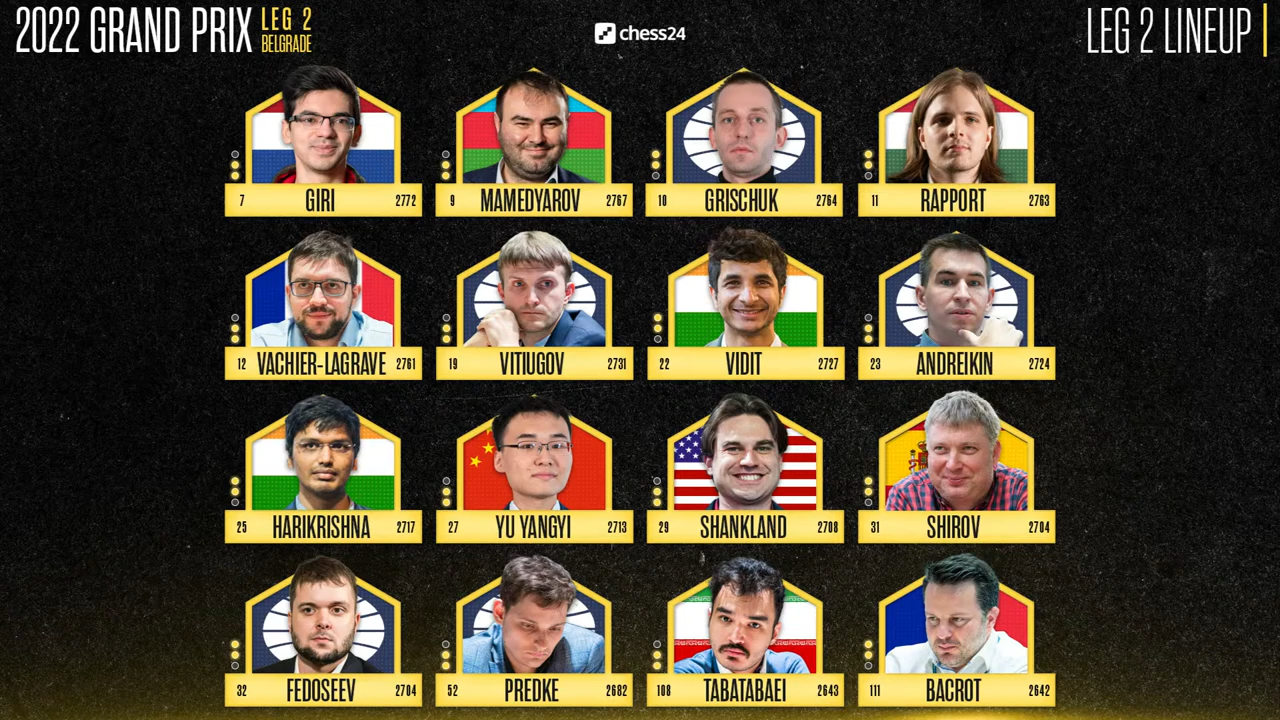 2022 GRAND PRIX LEG 2 BELGRADE
chess24
LEG 2 LINEUP
7 GIRI 2772
9 MAMEDYAROV 2767
10 GRISCHUK 2764
11 RAPPORT 2763
12 VACHIER-LAGRAVE 2761
19 VITIUGOV 2731
22 VIDIT 2727
23 ANDREIKIN 2724
25 HARIKRISHNA 2717
27 YU YANGYI 2713
29 SHANKLAND 2708
31 SHIROV 2704
32 FEDOSEEV 2704
52 PREDKE 2682
108 TABATABAEI 2643
111 BACROT 2642